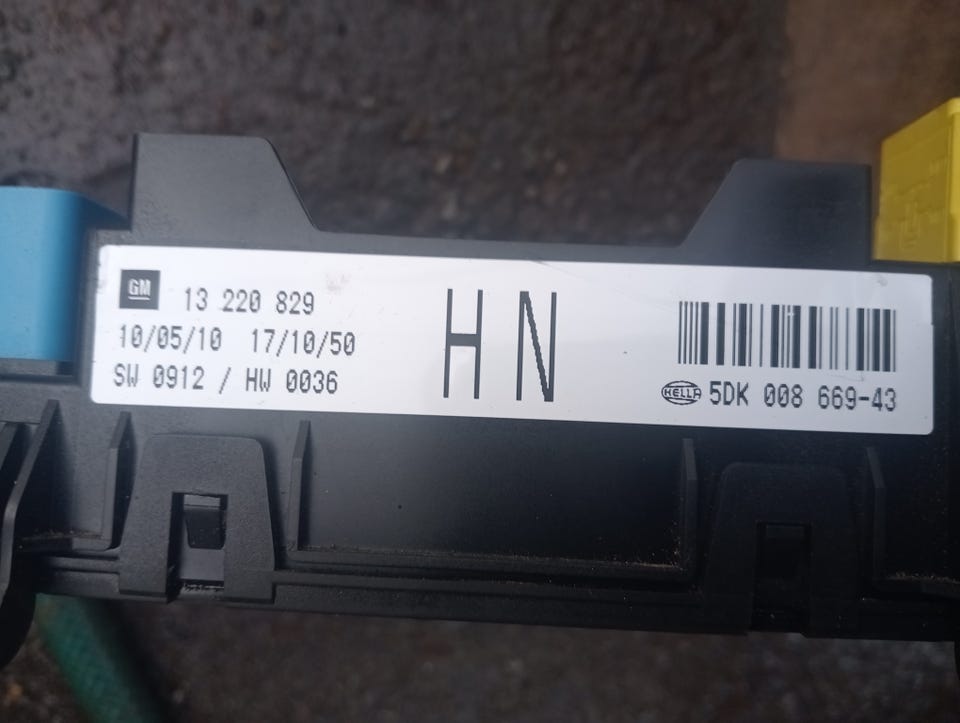 GM 13 220 829
10/05/10 17/10/50
SW 0912 / HW 0036
HN
HELLA 5DK 008 669-43